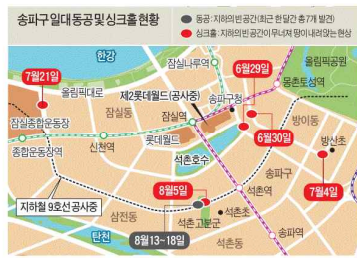 송파구 일대 동공 및 싱크홀 현황
동공: 지하의 빈 공간(최근 한 달간 총 7개 발견)
싱크홀: 지하의 빈 공간이 무너져 땅이 내려앉는 현상
한강
7월21일
올림픽대로
잠실나루역
6월29일
올림픽공원
몽촌토성역
제2롯데월드(공사중)
송파구청
잠실동
잠실역
방이동
잠실종합운동장
6월30일
방산초
종합운동장역
신천역
롯데월드
석촌호수
송파구
7월4일
8월5일
석촌역
지하철 9호선 공사중
삼전동
석촌초
석촌 고분군
탄천
8월13~18일
석촌동
송파역